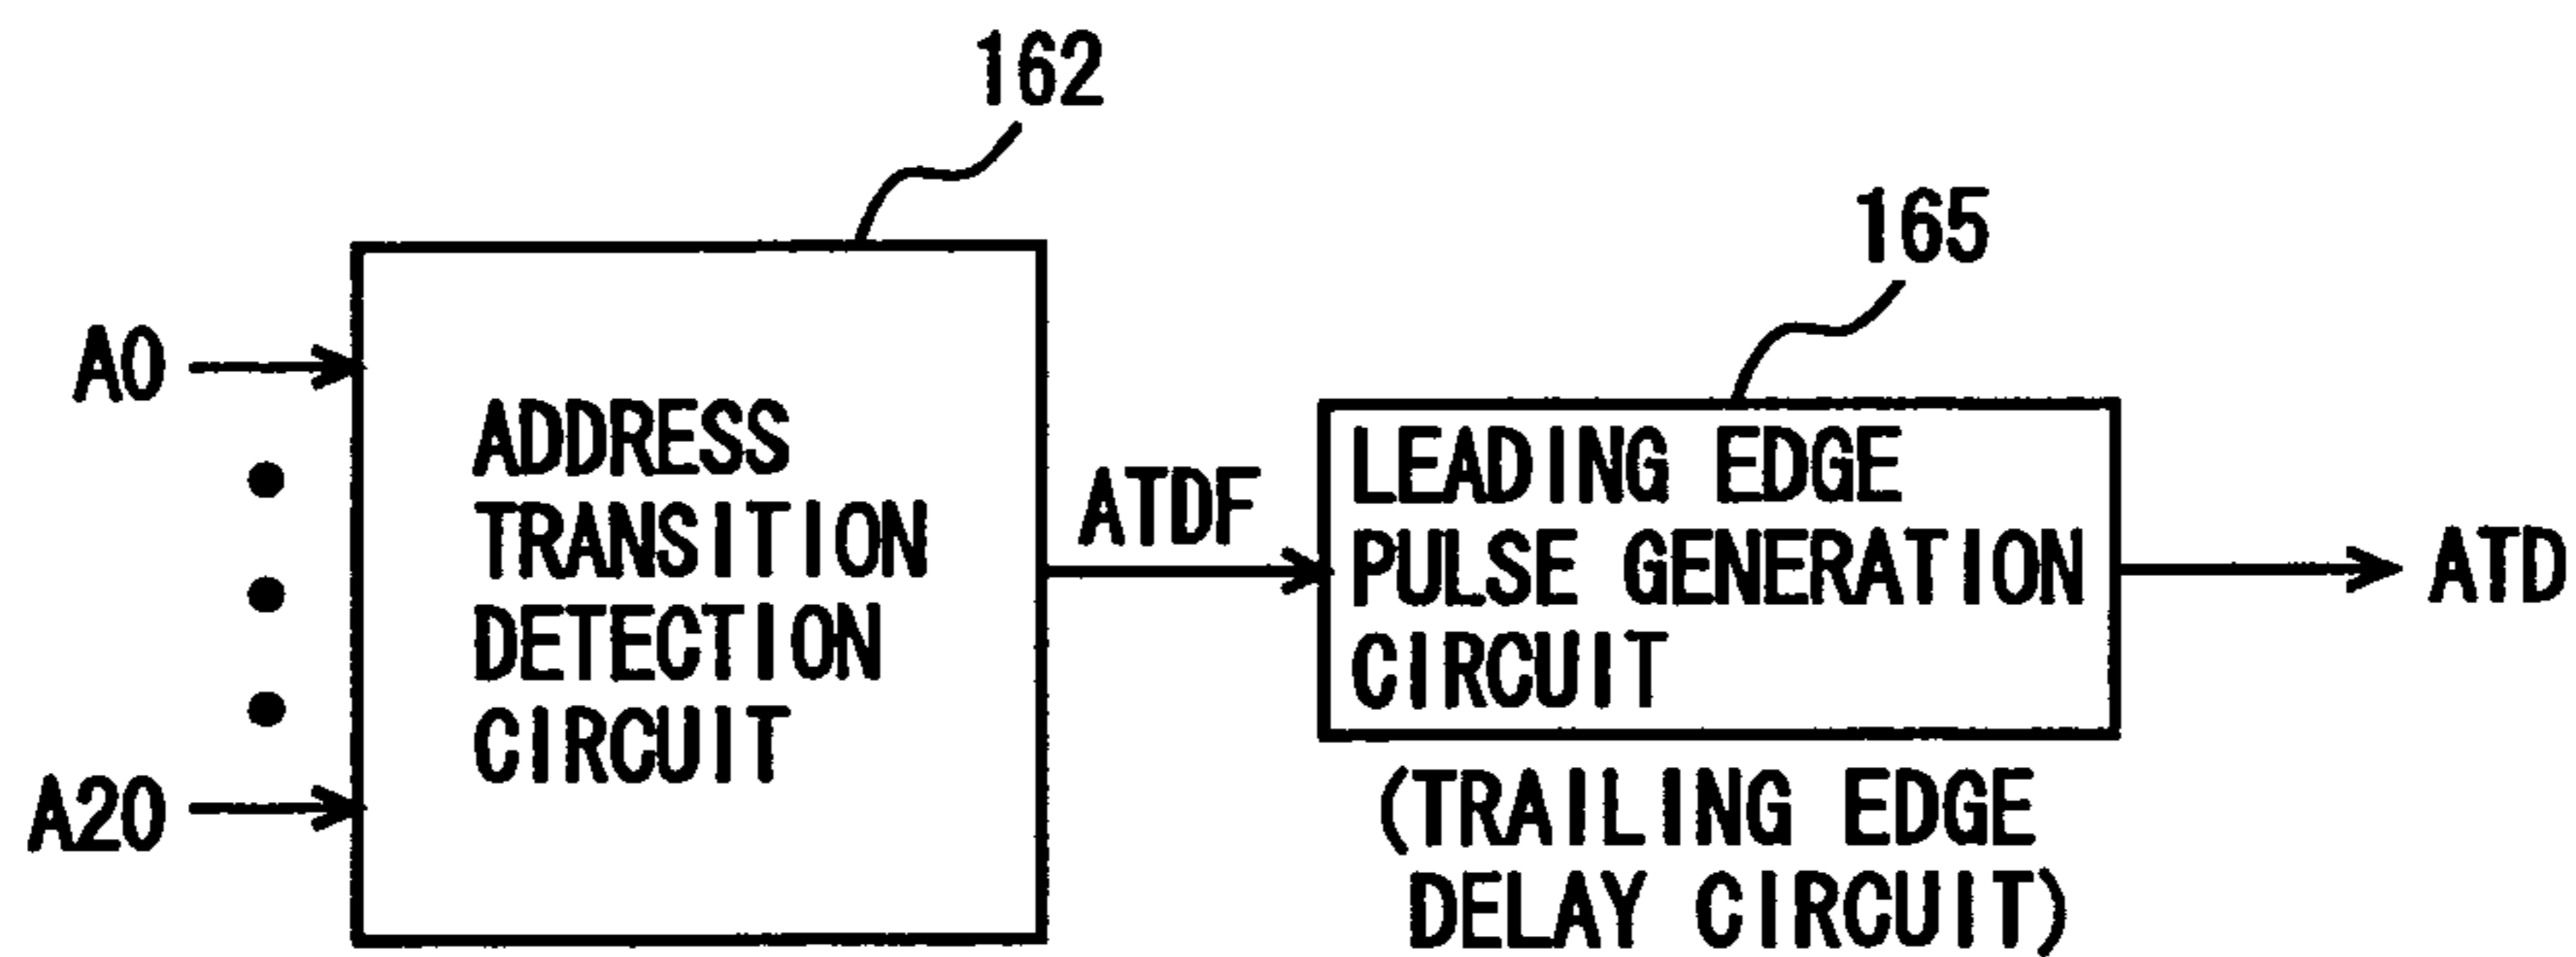 162
165
A0
ADDRESS
TRANSITION
DETECTION
CIRCUIT
A20
ATDF
LEADING EDGE
PULSE GENERATION
CIRCUIT
(TRAILING EDGE
DELAY CIRCUIT)
ATD